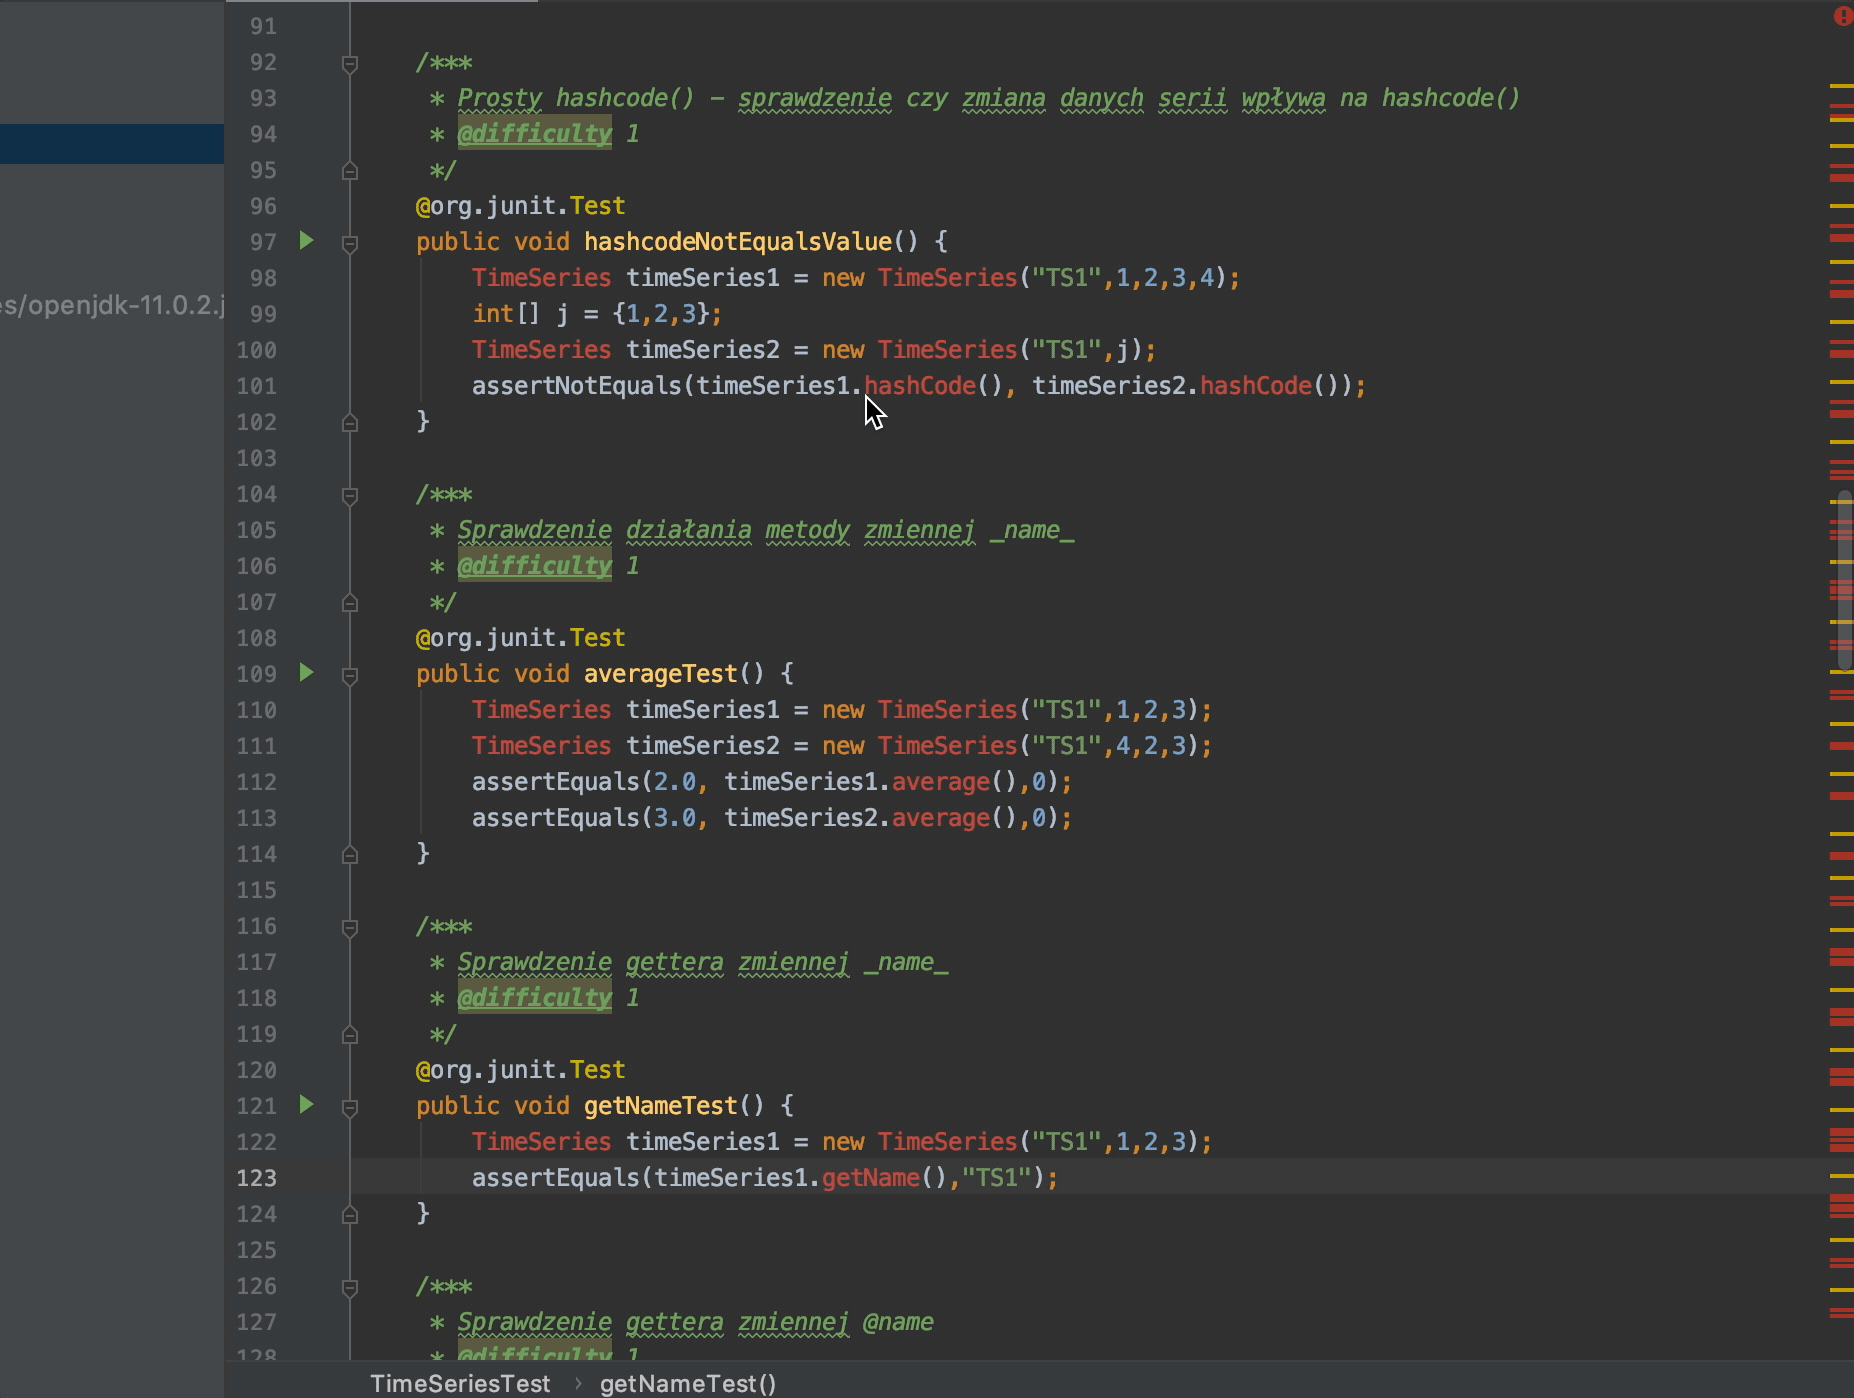 91
92 /***
93 * Prosty hashcode() – sprawdzenie czy zmiana danych serii wpływa na hashcode()
94 * @difficulty 1
95 */
96 @org.junit.Test
97 public void hashcodeNotEqualsValue() {
98 TimeSeries timeSeries1 = new TimeSeries("TS1",1,2,3,4);
es/openjdk-11.0.2.j
99 int[] j = {1,2,3};
100 TimeSeries timeSeries2 = new TimeSeries("TS1",j);
101 assertNotEquals(timeSeries1.hashCode(), timeSeries2.hashCode());
102 }
103
104 /***
105 * Sprawdzenie działania metody zmiennej _name_
106 * @difficulty 1
107 */
108 @org.junit.Test
109 public void averageTest() {
110 TimeSeries timeSeries1 = new TimeSeries("TS1",1,2,3);
111 TimeSeries timeSeries2 = new TimeSeries("TS1",4,2,3);
112 assertEquals(2.0, timeSeries1.average(),0);
113 assertEquals(3.0, timeSeries2.average(),0);
114 }
115
116 /***
117 * Sprawdzenie gettera zmiennej _name_
118 * @difficulty 1
119 */
120 @org.junit.Test
121 public void getNameTest() {
122 TimeSeries timeSeries1 = new TimeSeries("TS1",1,2,3);
123 assertEquals(timeSeries1.getName(),"TS1");
124 }
125
126 /***
127 * Sprawdzenie gettera zmiennej @name
128 * @difficulty 1
TimeSeriesTest › getNameTest()